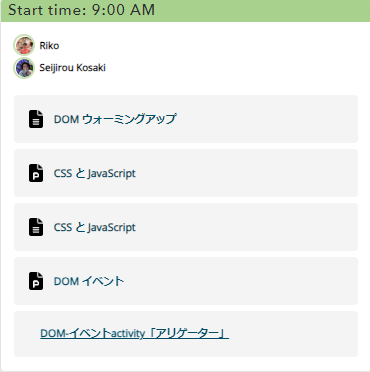 Start time: 9:00 AM
Riko
Seijirou Kosaki
DOM ウォーミングアップ
CSS と JavaScript
CSS と JavaScript
DOM イベント
DOM-イベントactivity「アリゲーター」